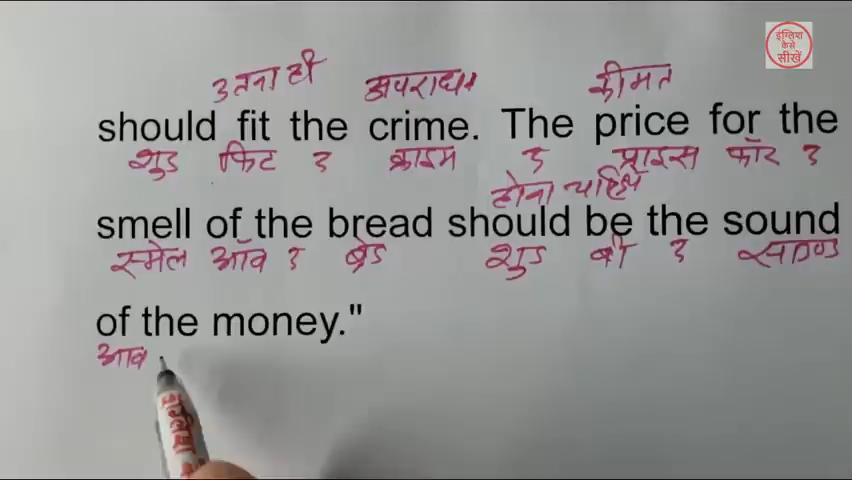 इंग्लिश
कैसे
सीखें
उतना ही अपराध कीमत
should fit the crime. The price for the
शुड फिट द क्राइम द प्राइस फॉर द
होना चाहिए
smell of the bread should be the sound
स्मेल ऑव द ब्रेड शुड बी द साउण्ड
of the money."
आव